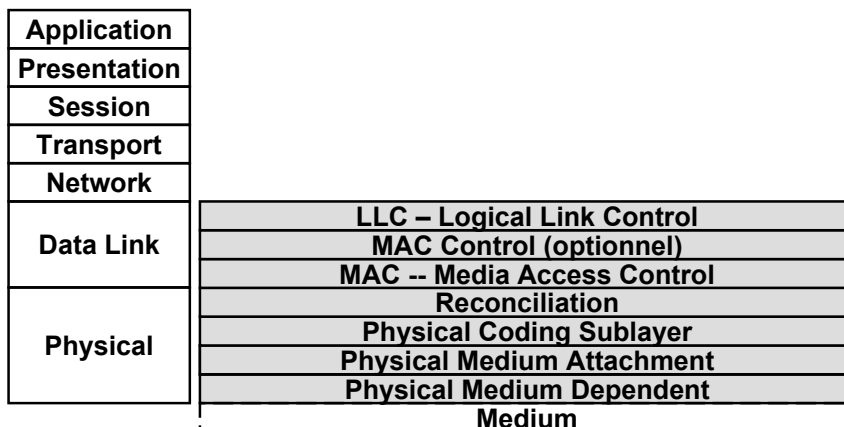 Application
Presentation
Session
Transport
Network
Data Link
Physical
LLC – Logical Link Control
MAC Control (optionnel)
MAC -- Media Access Control
Reconciliation
Physical Coding Sublayer
Physical Medium Attachment
Physical Medium Dependent
Medium